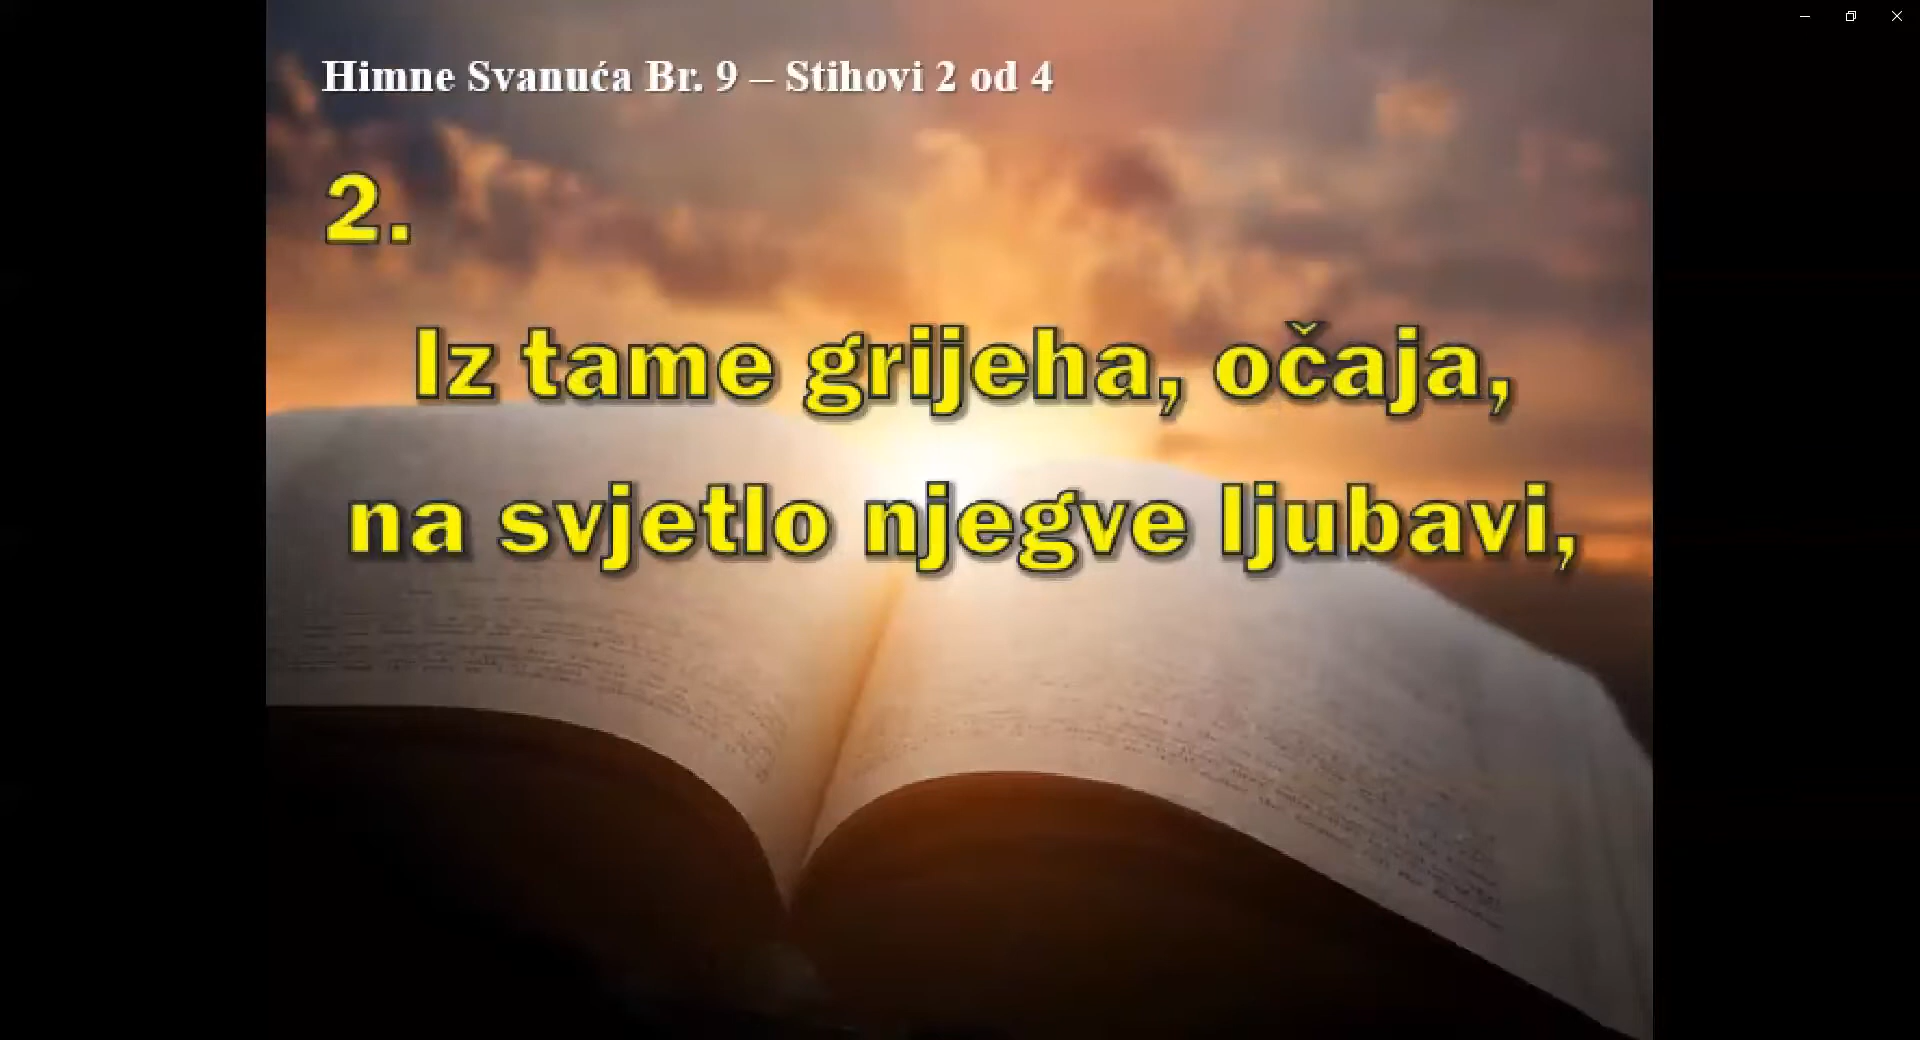 Himne Svanuća Br. 9 – Stihovi 2 od 4
2.
Iz tame grijeha, očaja,
na svjetlo njegve ljubavi,